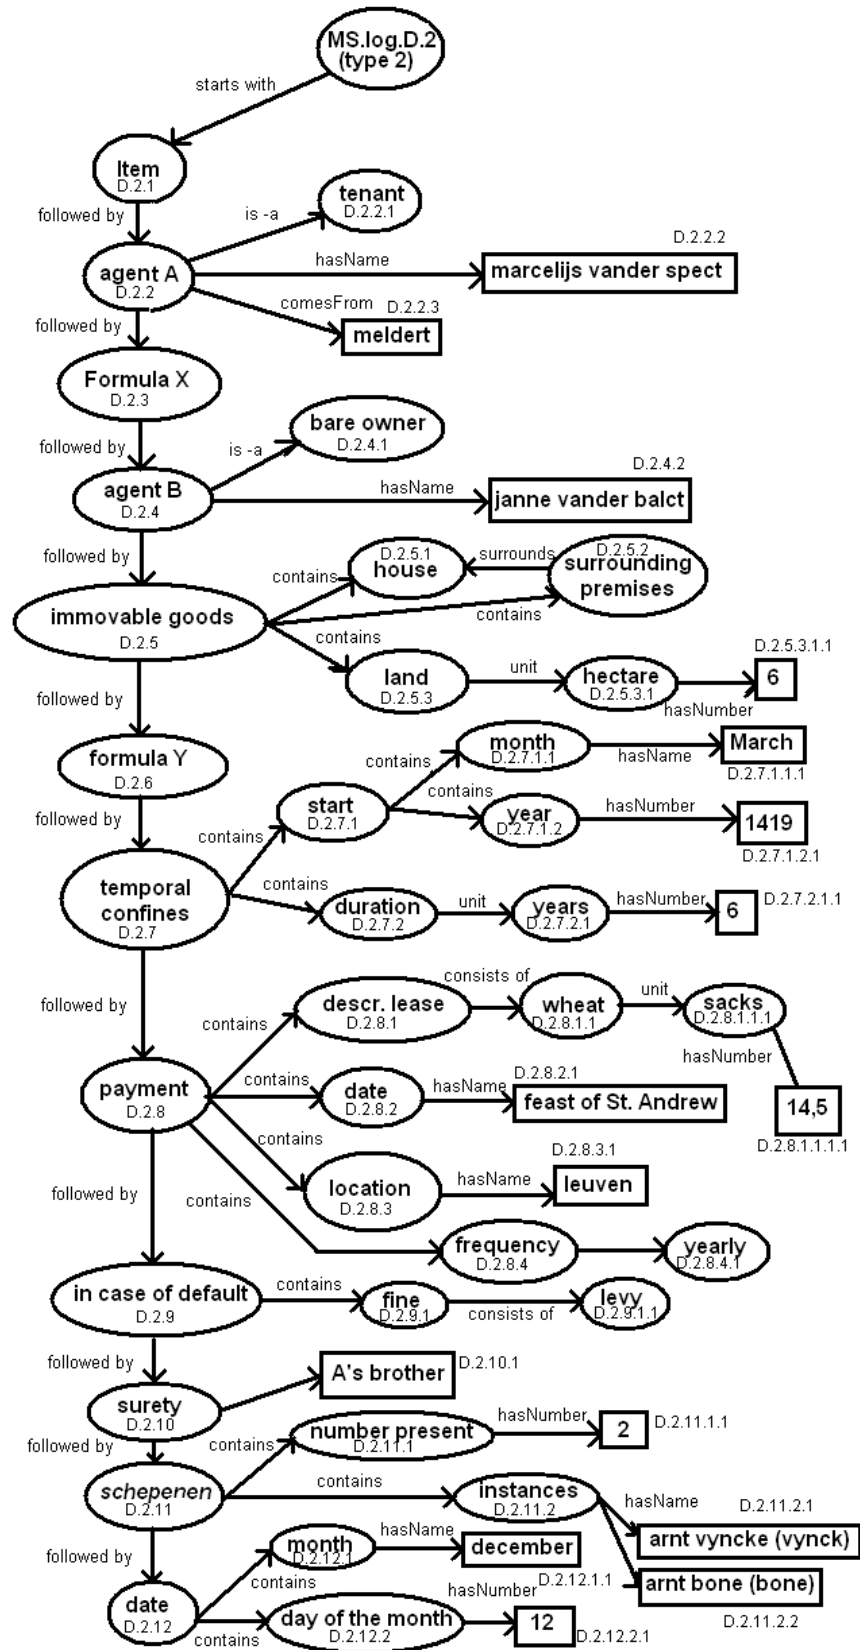 MS.log.D.2
(type 2)
starts with
Item
D.2.1
followed by
is -a
tenant
D.2.2.1
agent A
D.2.2
hasName
D.2.2.2
marcelijs vander spect
comesFrom
D.2.2.3
meldert
followed by
Formula X
D.2.3
followed by
is -a
bare owner
D.2.4.1
agent B
D.2.4
hasName
D.2.4.2
janne vander balct
followed by
immovable goods
D.2.5
contains
D.2.5.1
house
surrounds
D.2.5.2
surrounding
premises
contains
contains
land
D.2.5.3
unit
hectare
D.2.5.3.1
hasNumber
D.2.5.3.1.1
6
followed by
formula Y
D.2.6
followed by
temporal
confines
D.2.7
contains
start
D.2.7.1
contains
month
D.2.7.1.1
hasName
March
D.2.7.1.1.1
contains
year
D.2.7.1.2
hasNumber
1419
D.2.7.1.2.1
contains
duration
D.2.7.2
unit
years
D.2.7.2.1
hasNumber
6
D.2.7.2.1.1
followed by
payment
D.2.8
contains
descr. lease
D.2.8.1
consists of
wheat
D.2.8.1.1
unit
sacks
D.2.8.1.1.1
hasNumber
14,5
D.2.8.1.1.1.1
contains
date
D.2.8.2
hasName
D.2.8.2.1
feast of St. Andrew
contains
location
D.2.8.3
hasName
D.2.8.3.1
leuven
contains
frequency
D.2.8.4
yearly
D.2.8.4.1
followed by
in case of default
D.2.9
contains
fine
D.2.9.1
consists of
levy
D.2.9.1.1
followed by
surety
D.2.10
A's brother
D.2.10.1
followed by
schepenen
D.2.11
contains
number present
D.2.11.1
hasNumber
2
D.2.11.1.1
contains
instances
D.2.11.2
hasName
D.2.11.2.1
arnt vyncke (vynck)
arnt bone (bone)
D.2.11.2.2
followed by
date
D.2.12
contains
month
D.2.12.1
hasName
december
D.2.12.1.1
contains
day of the month
D.2.12.2
hasNumber
12
D.2.12.2.1